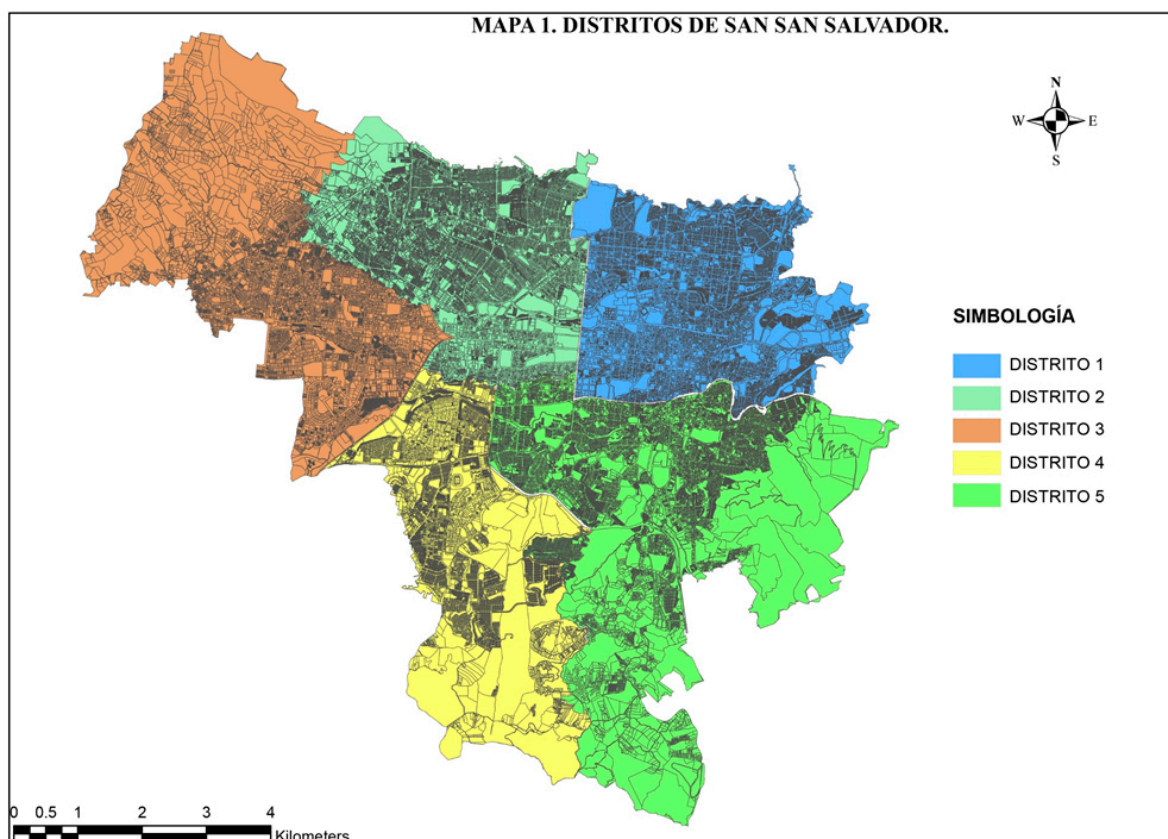 MAPA 1. DISTRITOS DE SAN SAN SALVADOR.
N
W E
S
SIMBOLOGÍA
DISTRITO 1
DISTRITO 2
DISTRITO 3
DISTRITO 4
DISTRITO 5
0 0.5 1 2 3 4
Kilometers